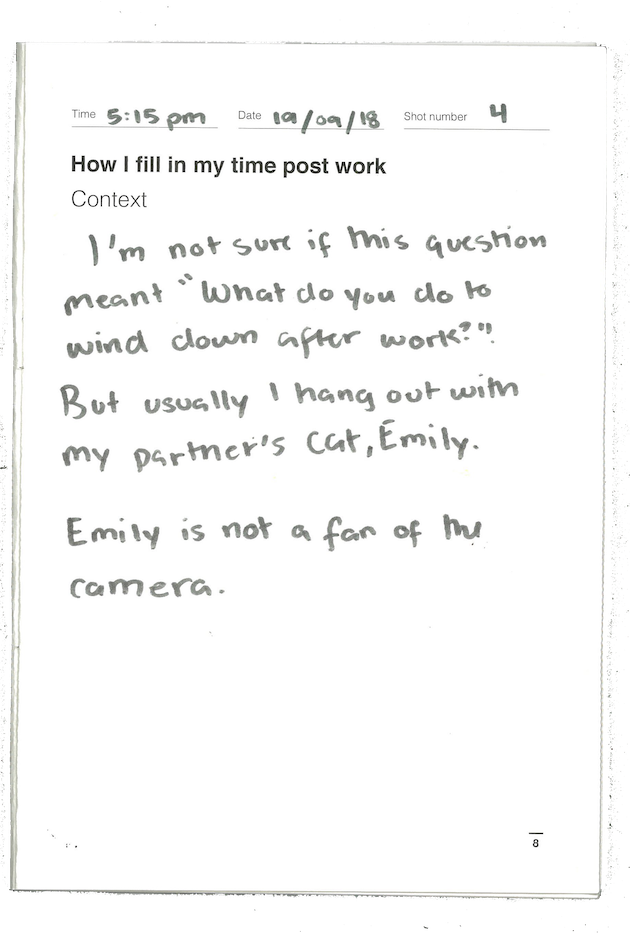 Time 5:15 pm Date 19/09/18 Shot number 4
How I fill in my time post work
Context
I'm not sure if this question
meant "What do you do to
wind down after work?"!
But usually I hang out with
my partner's cat, Emily.
Emily is not a fan of the
camera.
8